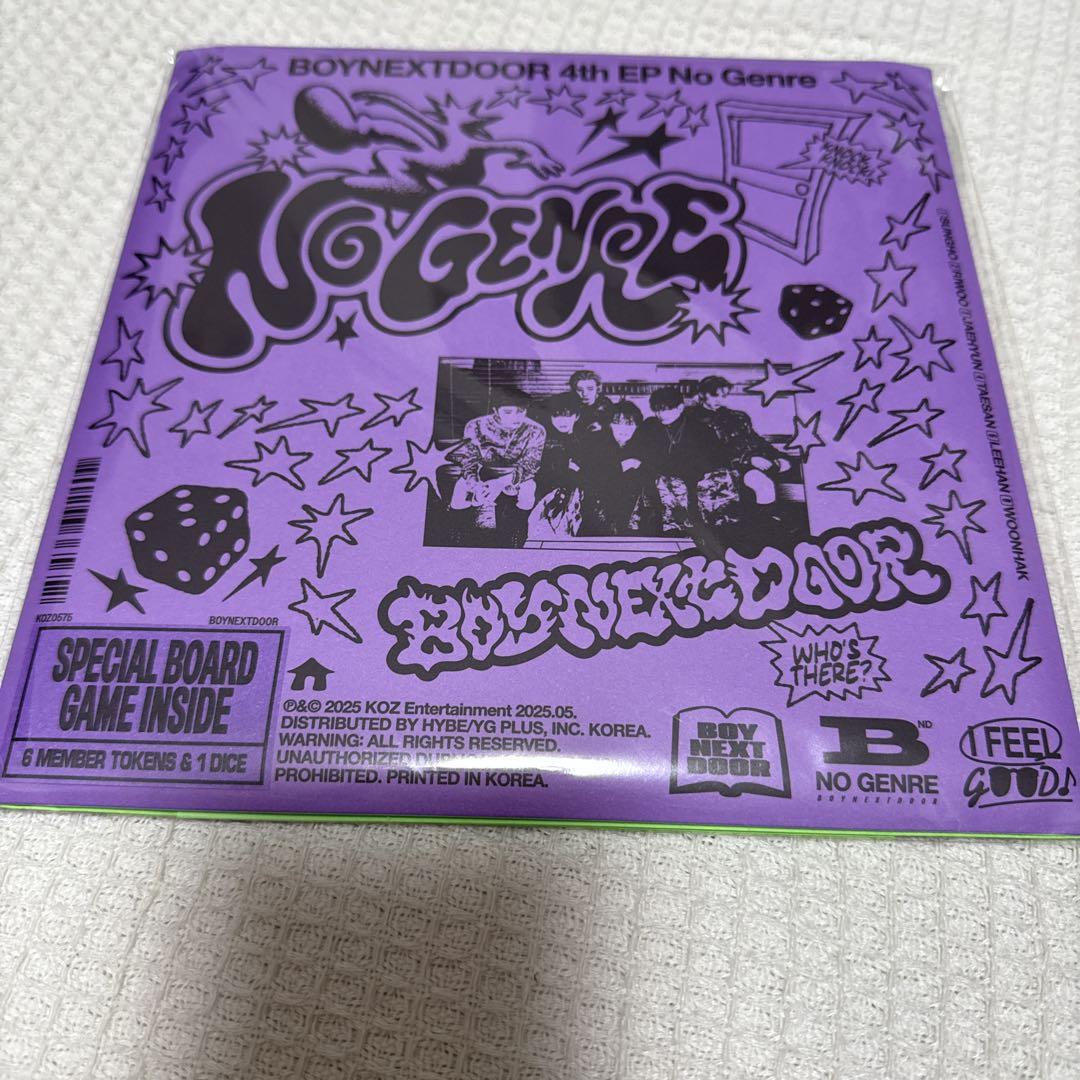 BOYNEXTDOOR 4th EP No Genre
KNOCK KNOCK!
NO GENRE
SUNGHO RIWOO JAEHYUN TAESAN LEEHAN WOONHAK
BOYNEXTDOOR
WHO'S
THERE?
KOZ0575
BOYNEXTDOOR
SPECIAL BOARD
GAME INSIDE
6 MEMBER TOKENS & 1 DICE
℗&© 2025 KOZ Entertainment 2025.05.
DISTRIBUTED BY HYBE/YG PLUS, INC. KOREA.
WARNING: ALL RIGHTS RESERVED.
UNAUTHORIZED
PROHIBITED. PRINTED IN KOREA.
BOY
NEXT
DOOR
B ND
NO GENRE
BOYNEXTDOOR
I FEEL
GOOD♪